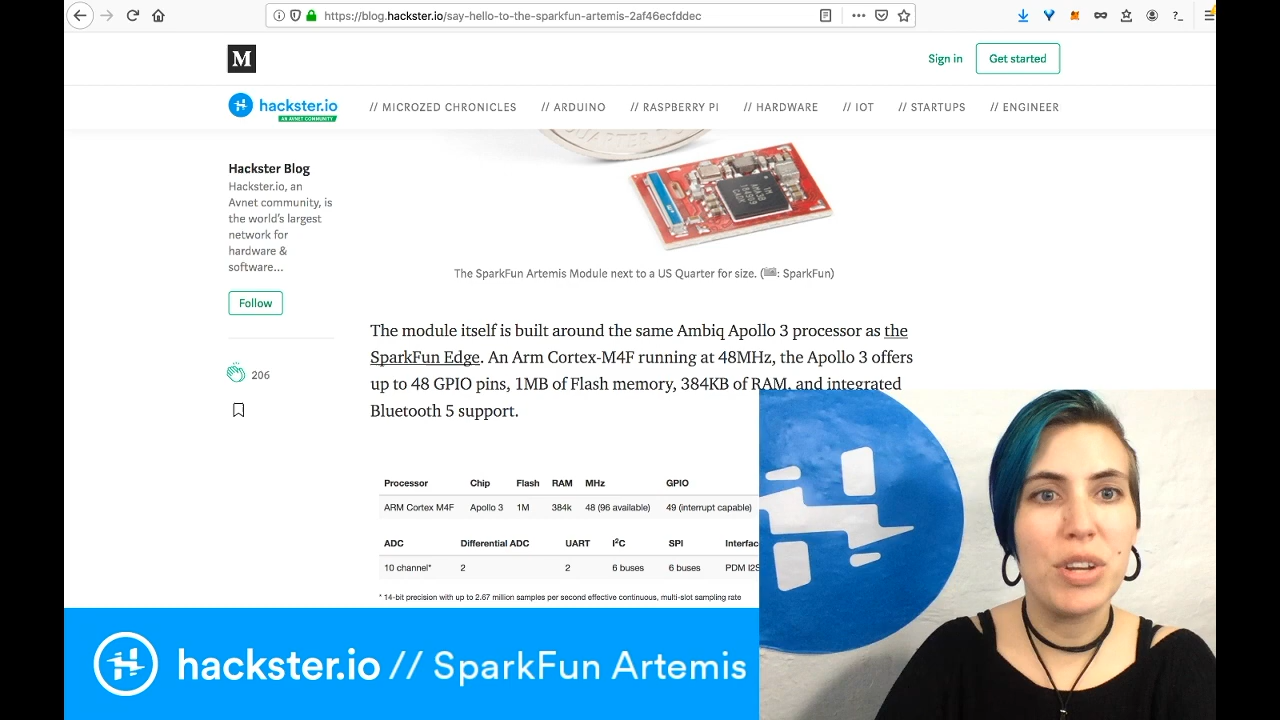 https://blog.hackster.io/say-hello-to-the-sparkfun-artemis-2af46ecfddec
M
Sign in
Get started
hackster.io
AN AVNET COMMUNITY
// MICROZED CHRONICLES // ARDUINO // RASPBERRY PI // HARDWARE // IOT // STARTUPS // ENGINEER
Hackster Blog
Hackster.io, an
Avnet community, is
the world's largest
network for
hardware &
software...
Follow
206
The SparkFun Artemis Module next to a US Quarter for size. (📷: SparkFun)
The module itself is built around the same Ambiq Apollo 3 processor as the
SparkFun Edge. An Arm Cortex-M4F running at 48MHz, the Apollo 3 offers
up to 48 GPIO pins, 1MB of Flash memory, 384KB of RAM, and integrated
Bluetooth 5 support.
Processor Chip Flash RAM MHz GPIO
ARM Cortex M4F Apollo 3 1M 384k 48 (96 available) 49 (interrupt capable)
ADC Differential ADC UART I²C SPI Interfac
10 channel* 2 2 6 buses 6 buses PDM I2S
* 14-bit precision with up to 2.67 million samples per second effective continuous, multi-slot sampling rate
hackster.io // SparkFun Artemis